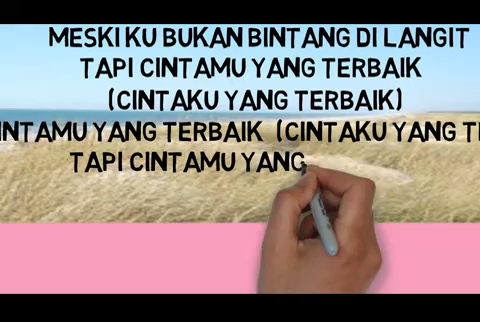 MESKI KU BUKAN BINTANG DI LANGIT
TAPI CINTAMU YANG TERBAIK
(CINTAKU YANG TERBAIK)
INTAMU YANG TERBAIK (CINTAKU YANG TE
TAPI CINTAMU YANG